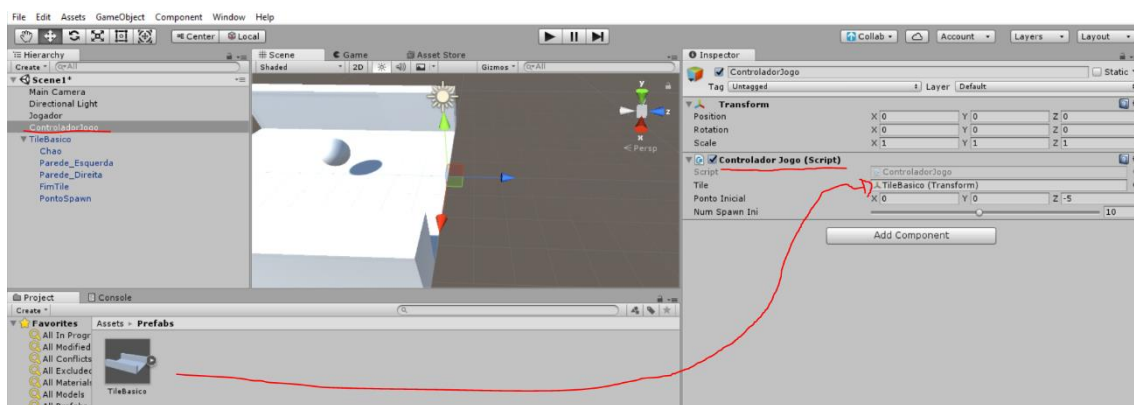 File Edit Assets GameObject Component Window Help
Center Local
Collab Account Layers Layout
Hierarchy
Create All
Scene1*
Main Camera
Directional Light
Jogador
ControladorJogo
TileBasico
Chao
Parede_Esquerda
Parede_Direita
FimTile
PontoSpawn
Scene Game Asset Store
Shaded 2D Gizmos All
y
z
x
Persp
Inspector
ControladorJogo Static
Tag Untagged Layer Default
Transform
Position X 0 Y 0 Z 0
Rotation X 0 Y 0 Z 0
Scale X 1 Y 1 Z 1
Controlador Jogo (Script)
Script ControladorJogo
Tile TileBasico (Transform)
Ponto Inicial X 0 Y 0 Z -5
Num Spawn Ini 10
Add Component
Project Console
Create
Favorites
All In Progr
All Modified
All Conflicts
All Excluded
All Materials
All Models
Assets Prefabs
TileBasico